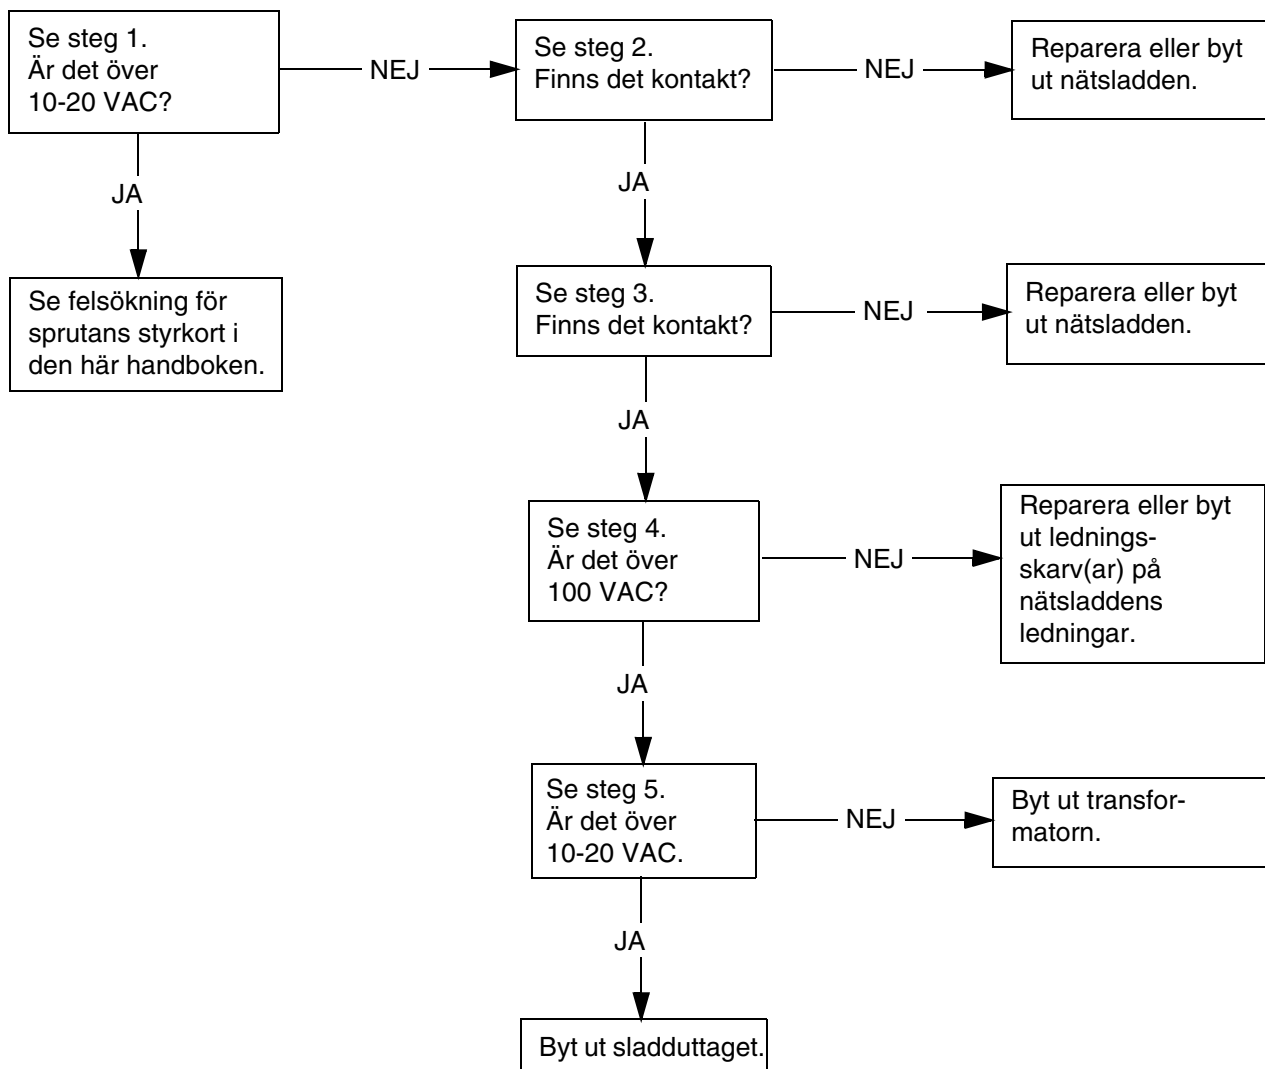 Se steg 1.
Är det över
10-20 VAC?
NEJ
Se steg 2.
Finns det kontakt?
NEJ
Reparera eller byt
ut nätsladden.
JA
JA
Se felsökning för
sprutans styrkort i
den här handboken.
Se steg 3.
Finns det kontakt?
NEJ
Reparera eller byt
ut nätsladden.
JA
Se steg 4.
Är det över
100 VAC?
NEJ
Reparera eller byt
ut lednings-
skarv(ar) på
nätsladdens
ledningar.
JA
Se steg 5.
Är det över
10-20 VAC.
NEJ
Byt ut transfor-
matorn.
JA
Byt ut sladduttaget.